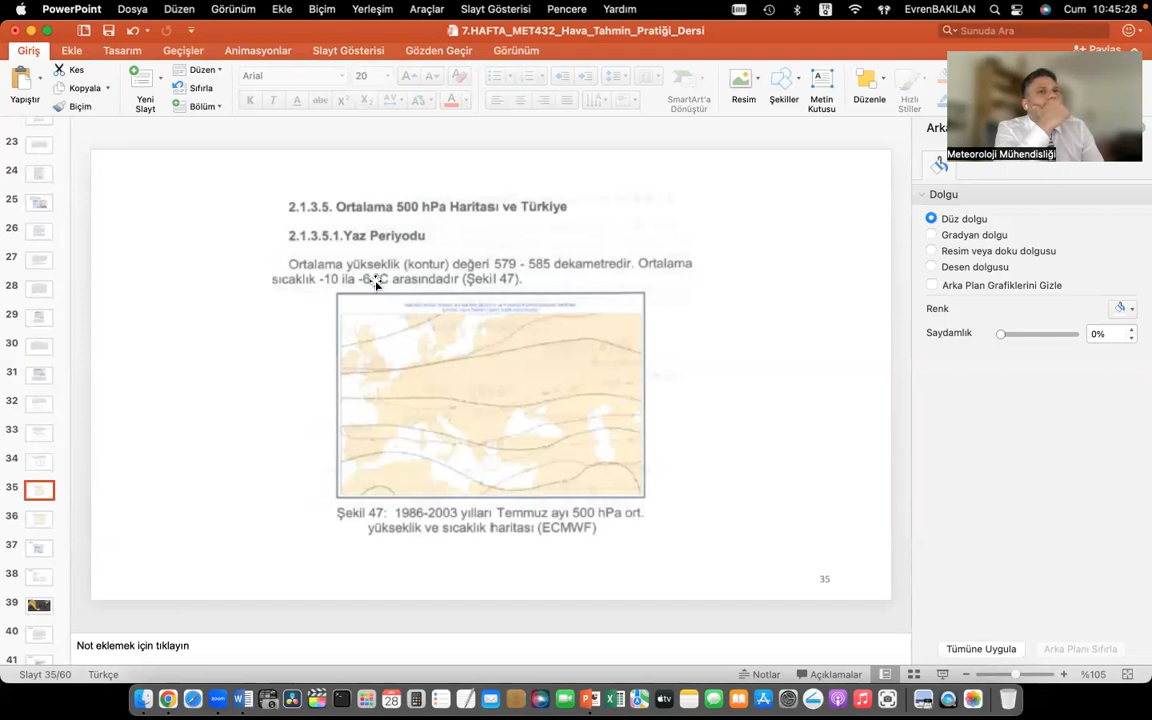 PowerPoint Dosya Düzen Görünüm Ekle Biçim Yerleşim Araçlar Slayt Gösterisi Pencere Yardım TR EvrenBAKILAN Cum 10:45:28
7.HAFTA_MET432_Hava_Tahmin_Pratiği_Dersi
Sunuda Ara
Giriş Ekle Tasarım Geçişler Animasyonlar Slayt Gösterisi Gözden Geçir Görünüm
Paylaş
Yapıştır
Kes
Kopyala
Biçim
Yeni
Slayt
Düzen
Sıfırla
Bölüm
Arial 20
K T A abc
SmartArt'a
Dönüştür
Resim
Şekiller
Metin
Kutusu
Düzenle
Hızlı
Stiller
Meteoroloji Mühendisliği
23
24
25
26
27
28
29
30
31
32
33
34
35
36
37
38
39
40
41
2.1.3.5. Ortalama 500 hPa Haritası ve Türkiye
2.1.3.5.1.Yaz Periyodu
Ortalama yükseklik (kontur) değeri 579 - 585 dekametredir. Ortalama
sıcaklık -10 ila -6 °C arasındadır (Şekil 47).
Şekil 47: 1986-2003 yılları Temmuz ayı 500 hPa ort.
yükseklik ve sıcaklık haritası (ECMWF)
35
Dolgu
Düz dolgu
Gradyan dolgu
Resim veya doku dolgusu
Desen dolgusu
Arka Plan Grafiklerini Gizle
Renk
Saydamlık 0%
Tümüne Uygula Arka Planı Sıfırla
Not eklemek için tıklayın
Slayt 35/60 Türkçe Notlar Açıklamalar %105